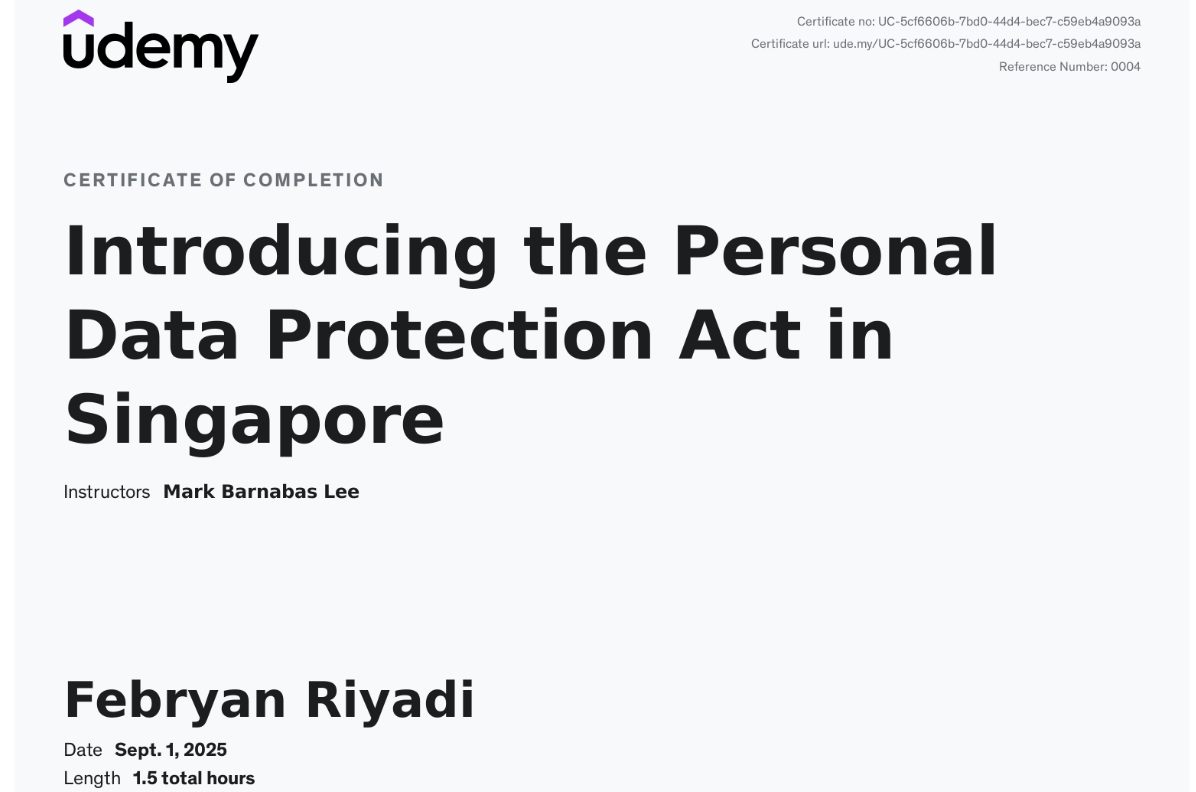 udemy
Certificate no: UC-5cf6606b-7bd0-44d4-bec7-c59eb4a9093a
Certificate url: ude.my/UC-5cf6606b-7bd0-44d4-bec7-c59eb4a9093a
Reference Number: 0004
CERTIFICATE OF COMPLETION
Introducing the Personal
Data Protection Act in
Singapore
Instructors Mark Barnabas Lee
Febryan Riyadi
Date Sept. 1, 2025
Length 1.5 total hours